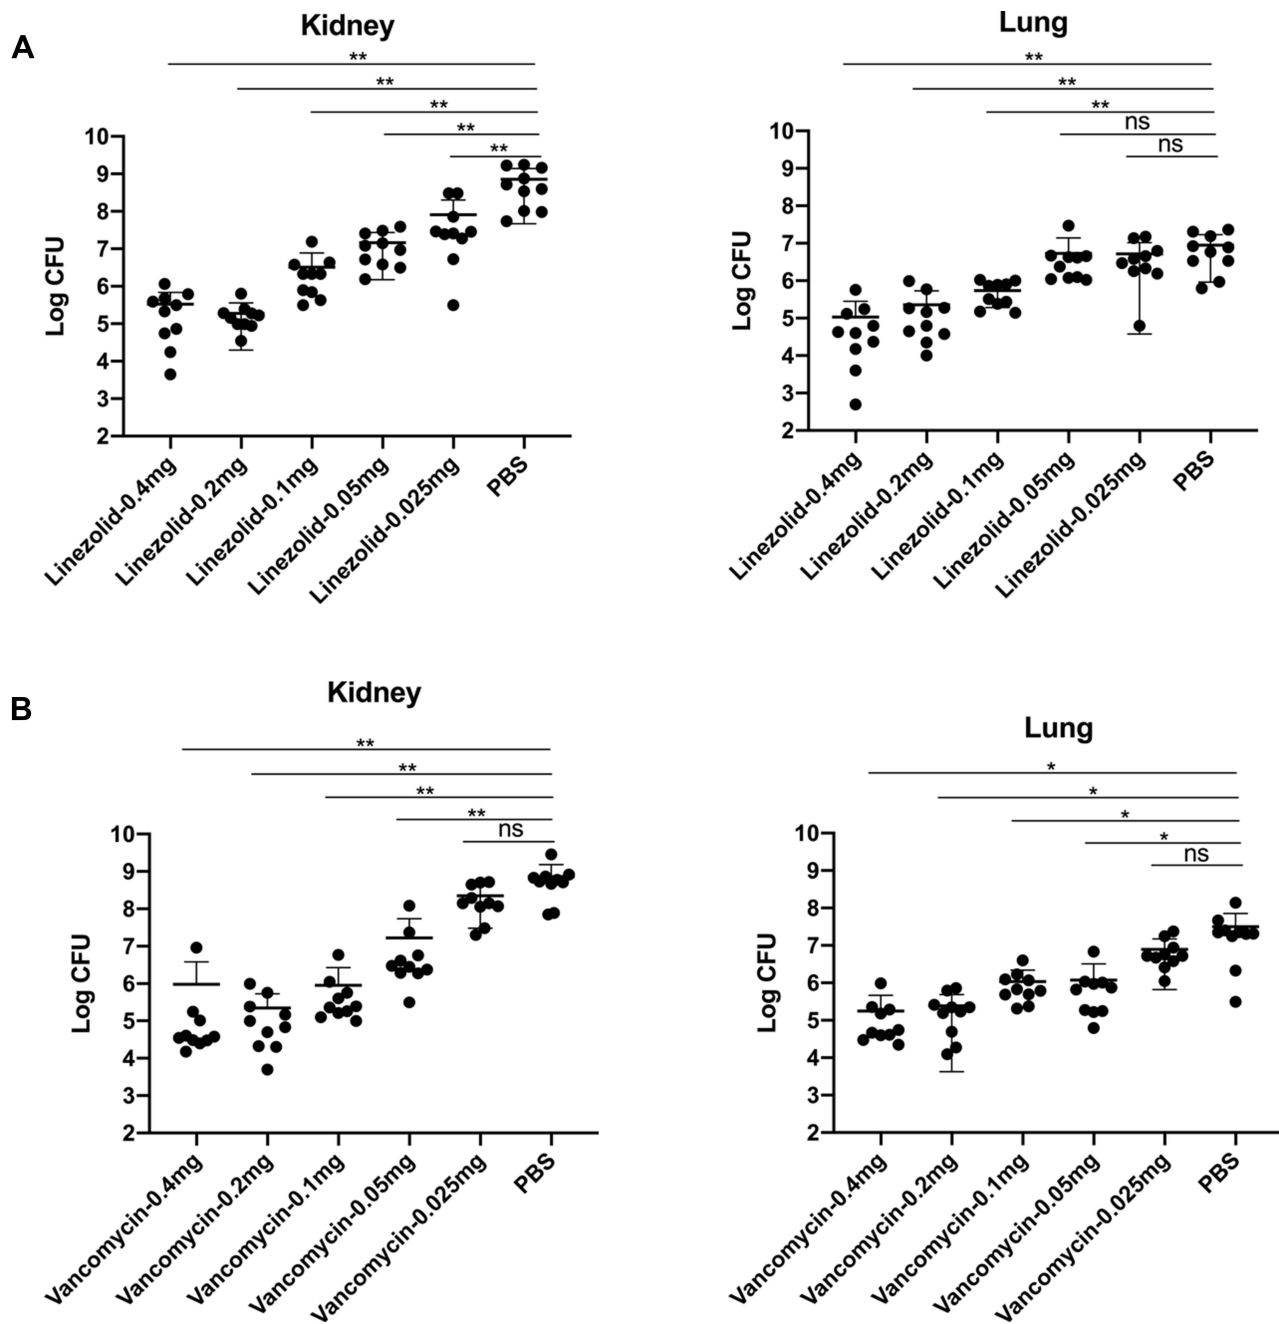 A
Kidney
**
**
**
**
**
Log CFU
10
9
8
7
6
5
4
3
2
Linezolid-0.4mg
Linezolid-0.2mg
Linezolid-0.1mg
Linezolid-0.05mg
Linezolid-0.025mg
PBS
Lung
**
**
**
ns
ns
Log CFU
10
9
8
7
6
5
4
3
2
Linezolid-0.4mg
Linezolid-0.2mg
Linezolid-0.1mg
Linezolid-0.05mg
Linezolid-0.025mg
PBS
B
Kidney
**
**
**
**
ns
Log CFU
10
9
8
7
6
5
4
3
2
Vancomycin-0.4mg
Vancomycin-0.2mg
Vancomycin-0.1mg
Vancomycin-0.05mg
Vancomycin-0.025mg
PBS
Lung
*
*
*
*
ns
Log CFU
10
9
8
7
6
5
4
3
2
Vancomycin-0.4mg
Vancomycin-0.2mg
Vancomycin-0.1mg
Vancomycin-0.05mg
Vancomycin-0.025mg
PBS